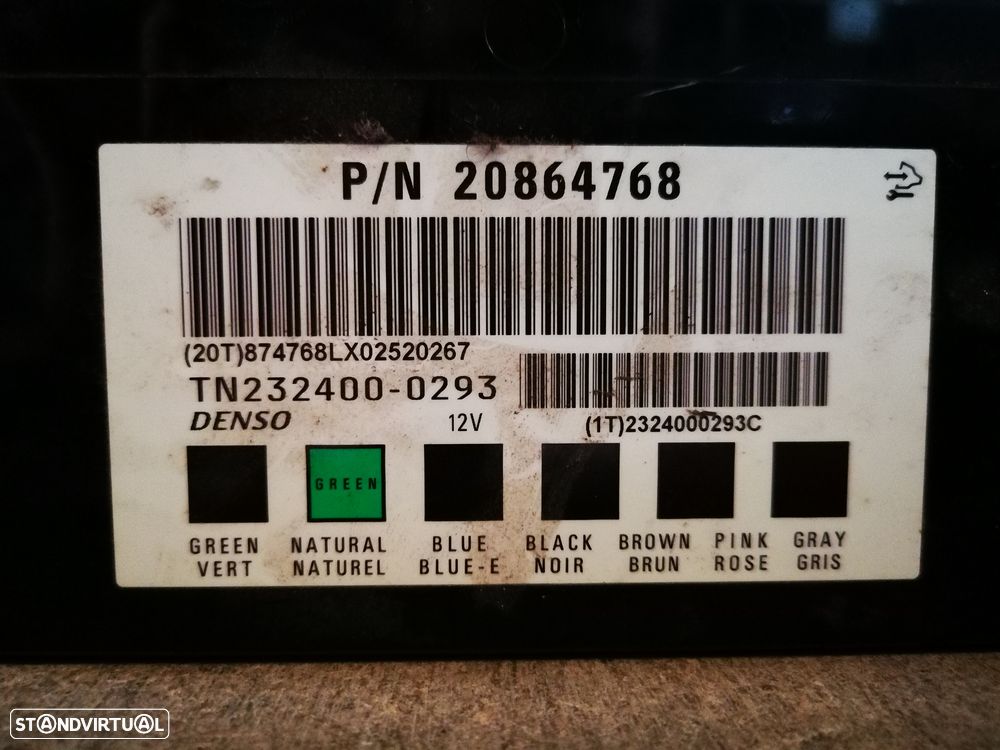 P/N 20864768
(20T)874768LX02520267
TN232400-0293
DENSO 12V (1T)2324000293C
GREEN
GREEN NATURAL BLUE BLACK BROWN PINK GRAY
VERT NATUREL BLUE-E NOIR BRUN ROSE GRIS
STANDVIRTUAL